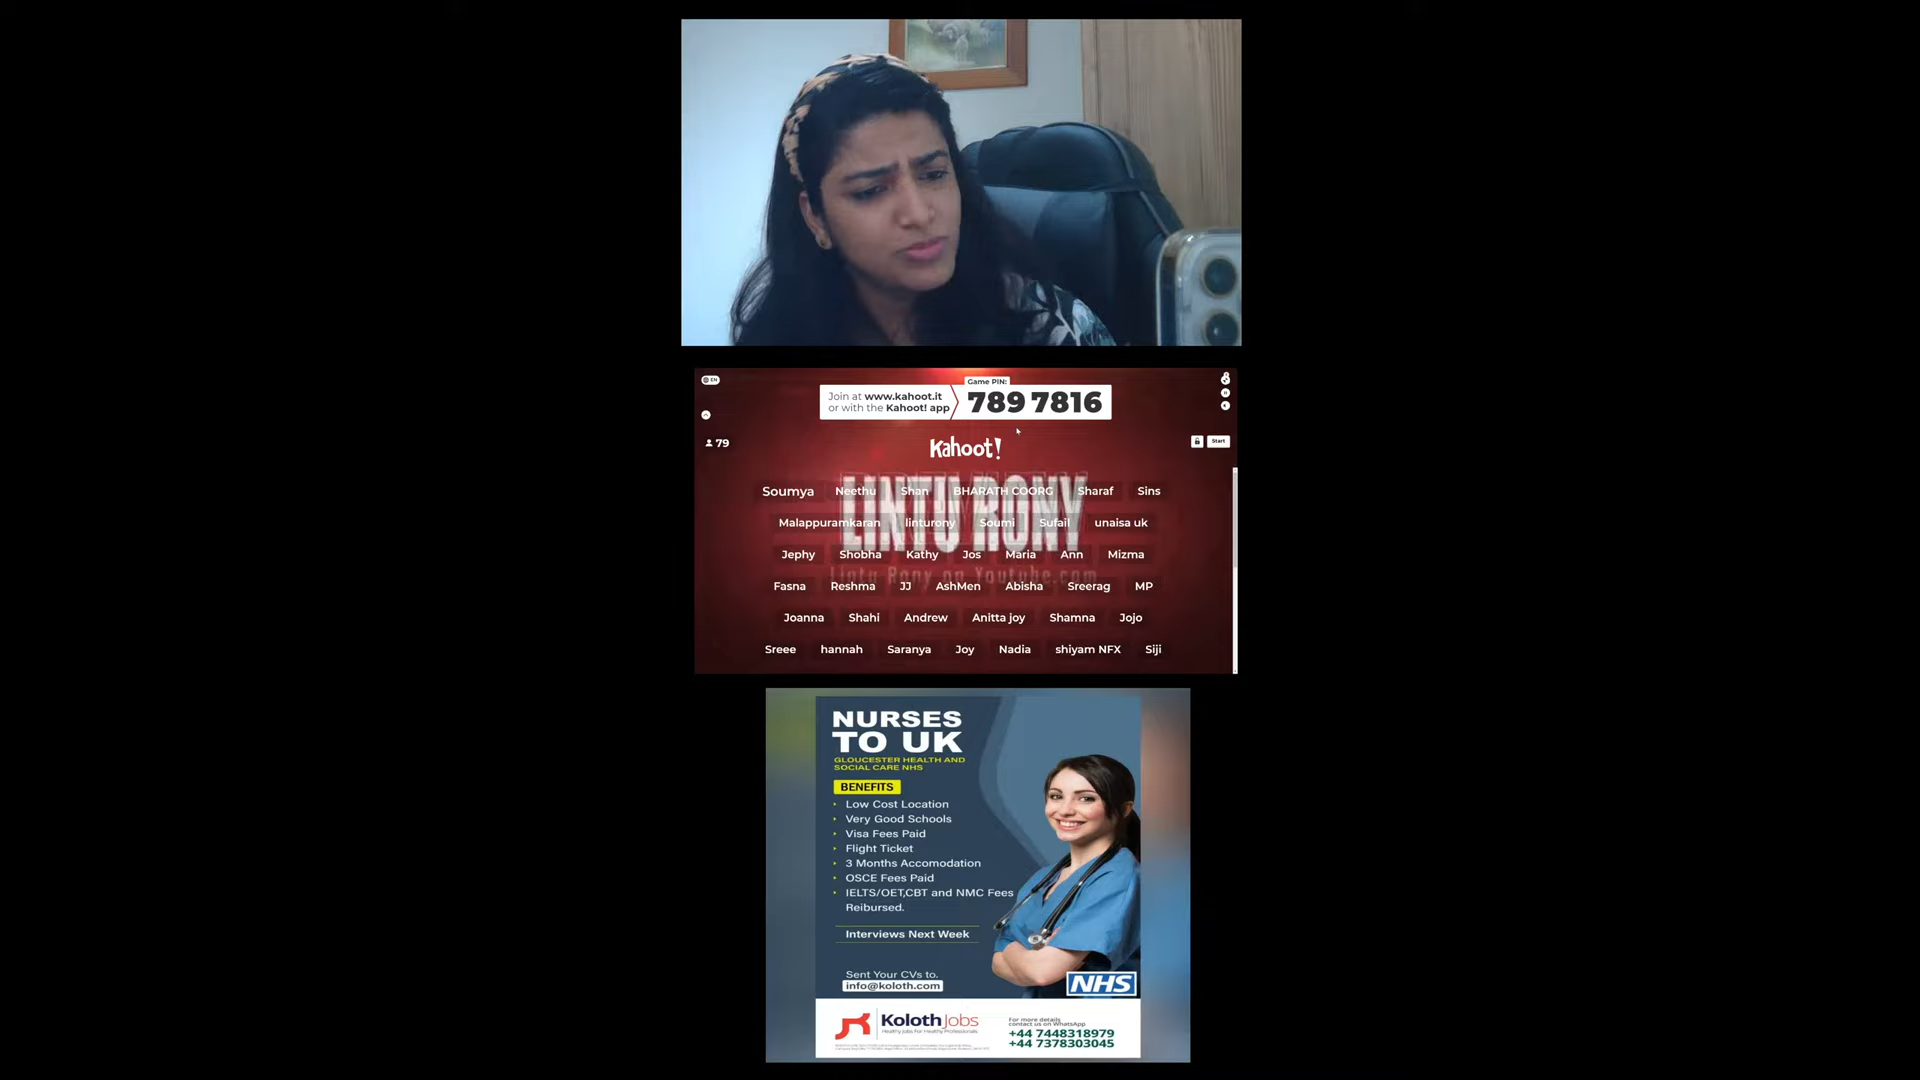 EN
Join at www.kahoot.it
or with the Kahoot! app
Game PIN:
789 7816
79
Kahoot!
Start
LINTU RONY
Lintu Rony on Youtube.com
Soumya Neethu Shan BHARATH COORG Sharaf Sins
Malappuramkaran linturony Soumi Sufail unaisa uk
Jephy Shobha Kathy Jos Maria Ann Mizma
Fasna Reshma JJ AshMen Abisha Sreerag MP
Joanna Shahi Andrew Anitta joy Shamna Jojo
Sreee hannah Saranya Joy Nadia shiyam NFX Siji
NURSES
TO UK
GLOUCESTER HEALTH AND
SOCIAL CARE NHS
BENEFITS
Low Cost Location
Very Good Schools
Visa Fees Paid
Flight Ticket
3 Months Accomodation
OSCE Fees Paid
IELTS/OET,CBT and NMC Fees
Reibursed.
Interviews Next Week
Sent Your CVs to.
info@koloth.com
NHS
Koloth Jobs
Healthy Jobs For Healthy Professionals
For more details
contact us on WhatsApp
+44 7448318979
+44 7378303045